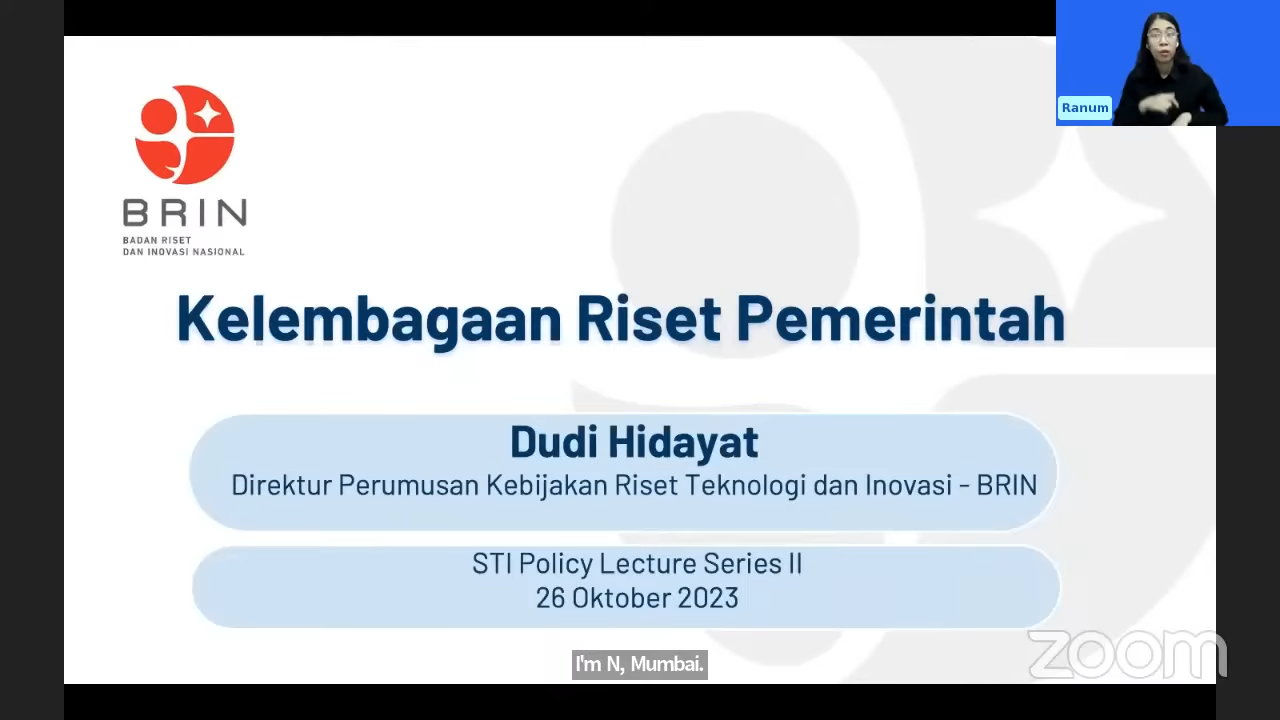 Ranum
BRIN
BADAN RISET
DAN INOVASI NASIONAL
Kelembagaan Riset Pemerintah
Dudi Hidayat
Direktur Perumusan Kebijakan Riset Teknologi dan Inovasi - BRIN
STI Policy Lecture Series II
26 Oktober 2023
zoom
I'm N, Mumbai.